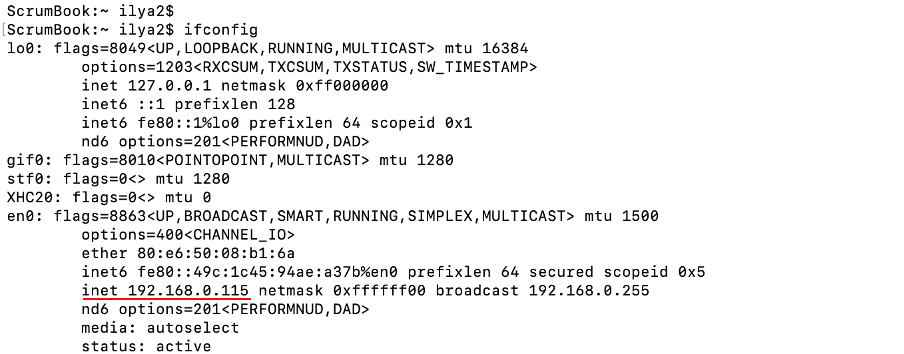 ScrumBook:~ ilya2$
[ScrumBook:~ ilya2$ ifconfig
lo0: flags=8049<UP,LOOPBACK,RUNNING,MULTICAST> mtu 16384
options=1203<RXCSUM,TXCSUM,TXSTATUS,SW_TIMESTAMP>
inet 127.0.0.1 netmask 0xff000000
inet6 ::1 prefixlen 128
inet6 fe80::1%lo0 prefixlen 64 scopeid 0x1
nd6 options=201<PERFORMNUD,DAD>
gif0: flags=8010<POINTOPOINT,MULTICAST> mtu 1280
stf0: flags=0<> mtu 1280
XHC20: flags=0<> mtu 0
en0: flags=8863<UP,BROADCAST,SMART,RUNNING,SIMPLEX,MULTICAST> mtu 1500
options=400<CHANNEL_IO>
ether 80:e6:50:08:b1:6a
inet6 fe80::49c:1c45:94ae:a37b%en0 prefixlen 64 secured scopeid 0x5
inet 192.168.0.115 netmask 0xffffff00 broadcast 192.168.0.255
nd6 options=201<PERFORMNUD,DAD>
media: autoselect
status: active